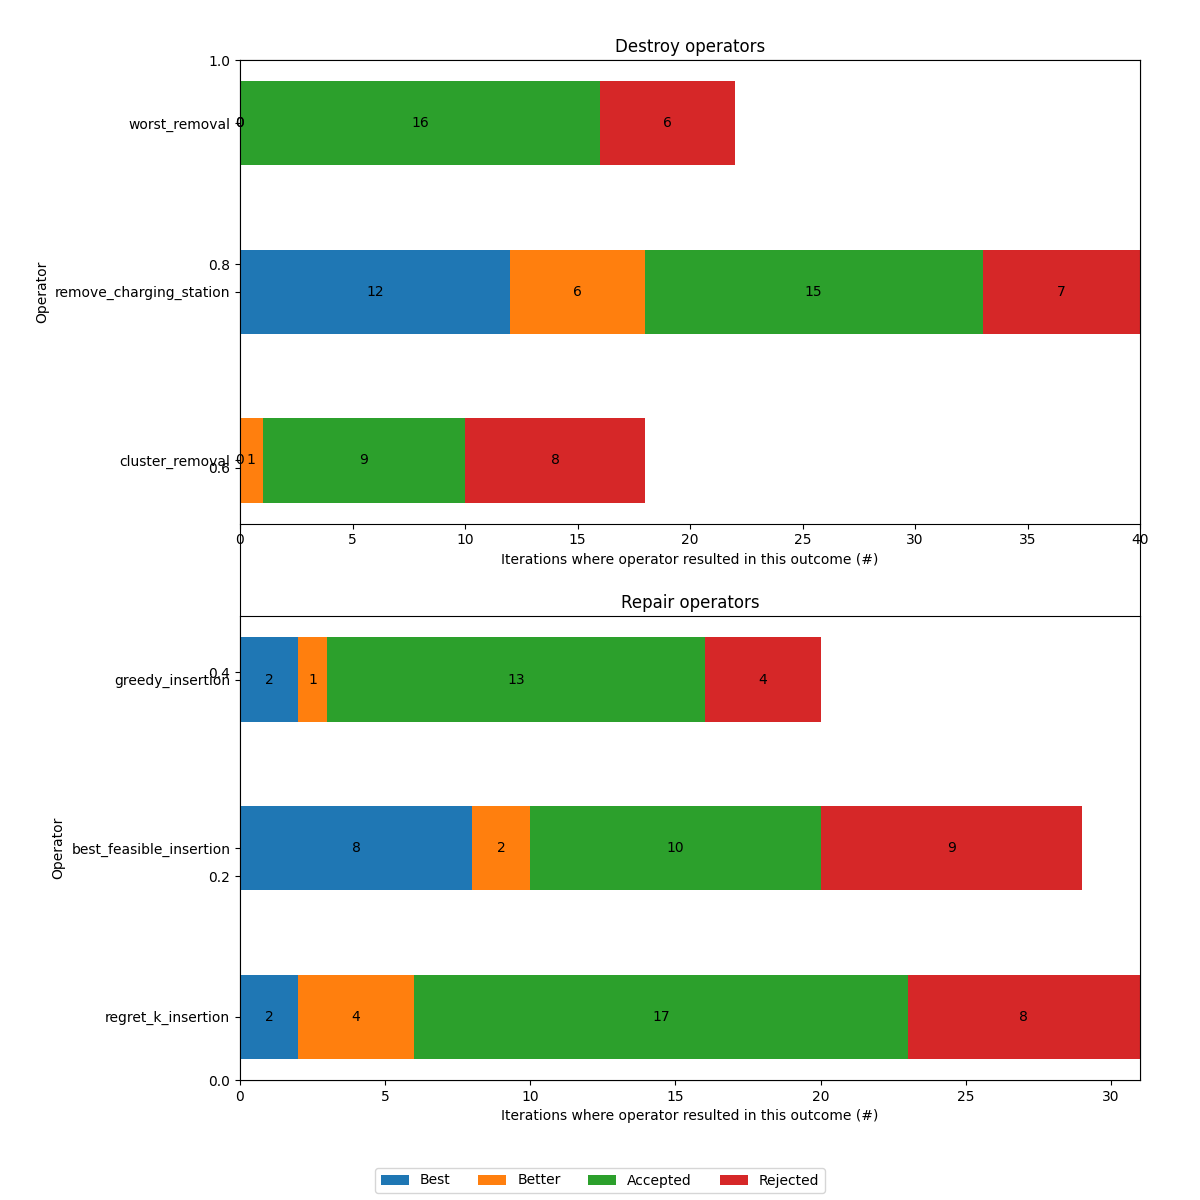 Destroy operators
1.0
worst_removal 0 0 16 6
0.8
Operator
remove_charging_station 12 6 15 7
cluster_removal 0 1 9 8
0.6
0 5 10 15 20 25 30 35 40
Iterations where operator resulted in this outcome (#)
Repair operators
0.4
greedy_insertion 2 1 13 4
Operator
best_feasible_insertion 8 2 10 9
0.2
regret_k_insertion 2 4 17 8
0.0
0 5 10 15 20 25 30
Iterations where operator resulted in this outcome (#)
Best Better Accepted Rejected